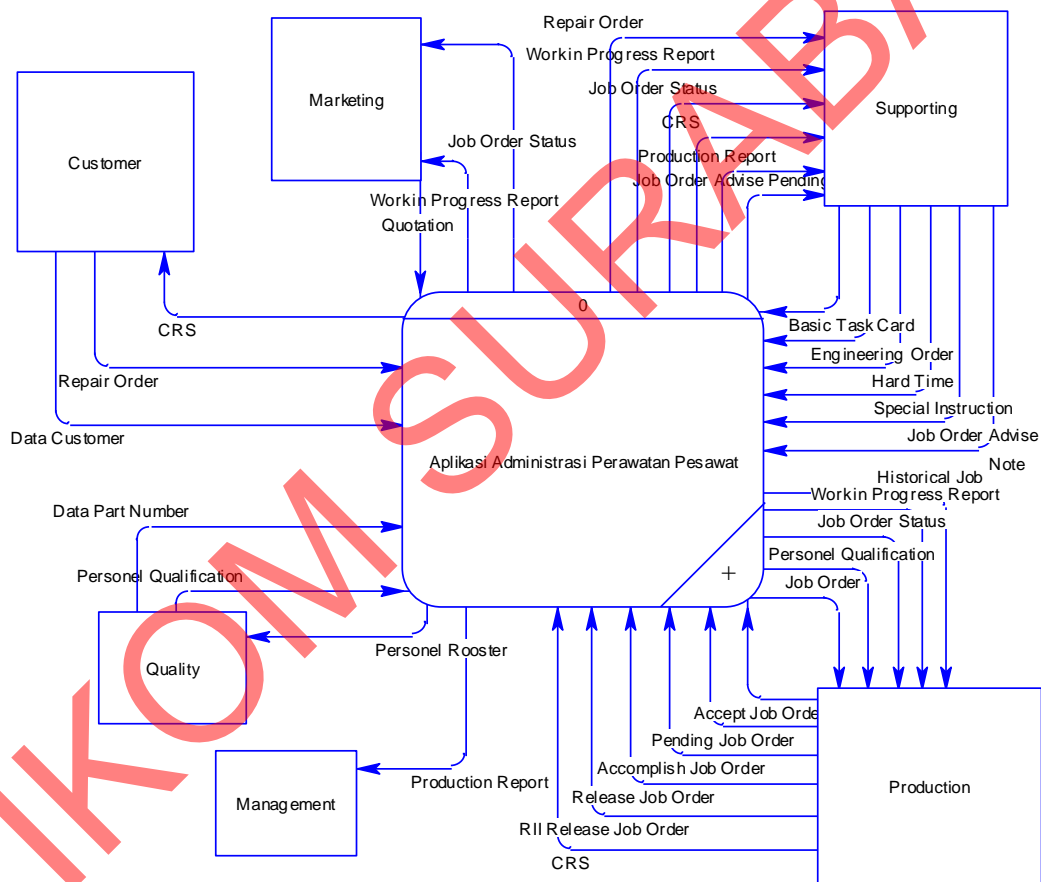 Repair Order
Workin Progress Report
Job Order Status
CRS
Production Report
Job Order Advise Pending
Marketing
Supporting
Customer
Job Order Status
Workin Progress Report
Quotation
0
CRS
Repair Order
Data Customer
Basic Task Card
Engineering Order
Hard Time
Special Instruction
Job Order Advise
Note
Aplikasi Administrasi Perawatan Pesawat
+
Historical Job
Workin Progress Report
Job Order Status
Personel Qualification
Job Order
Data Part Number
Personel Qualification
Quality
Personel Rooster
Management
Production Report
Accept Job Orde
Pending Job Order
Accomplish Job Order
Release Job Order
RII Release Job Order
CRS
Production
IKOM SURABA